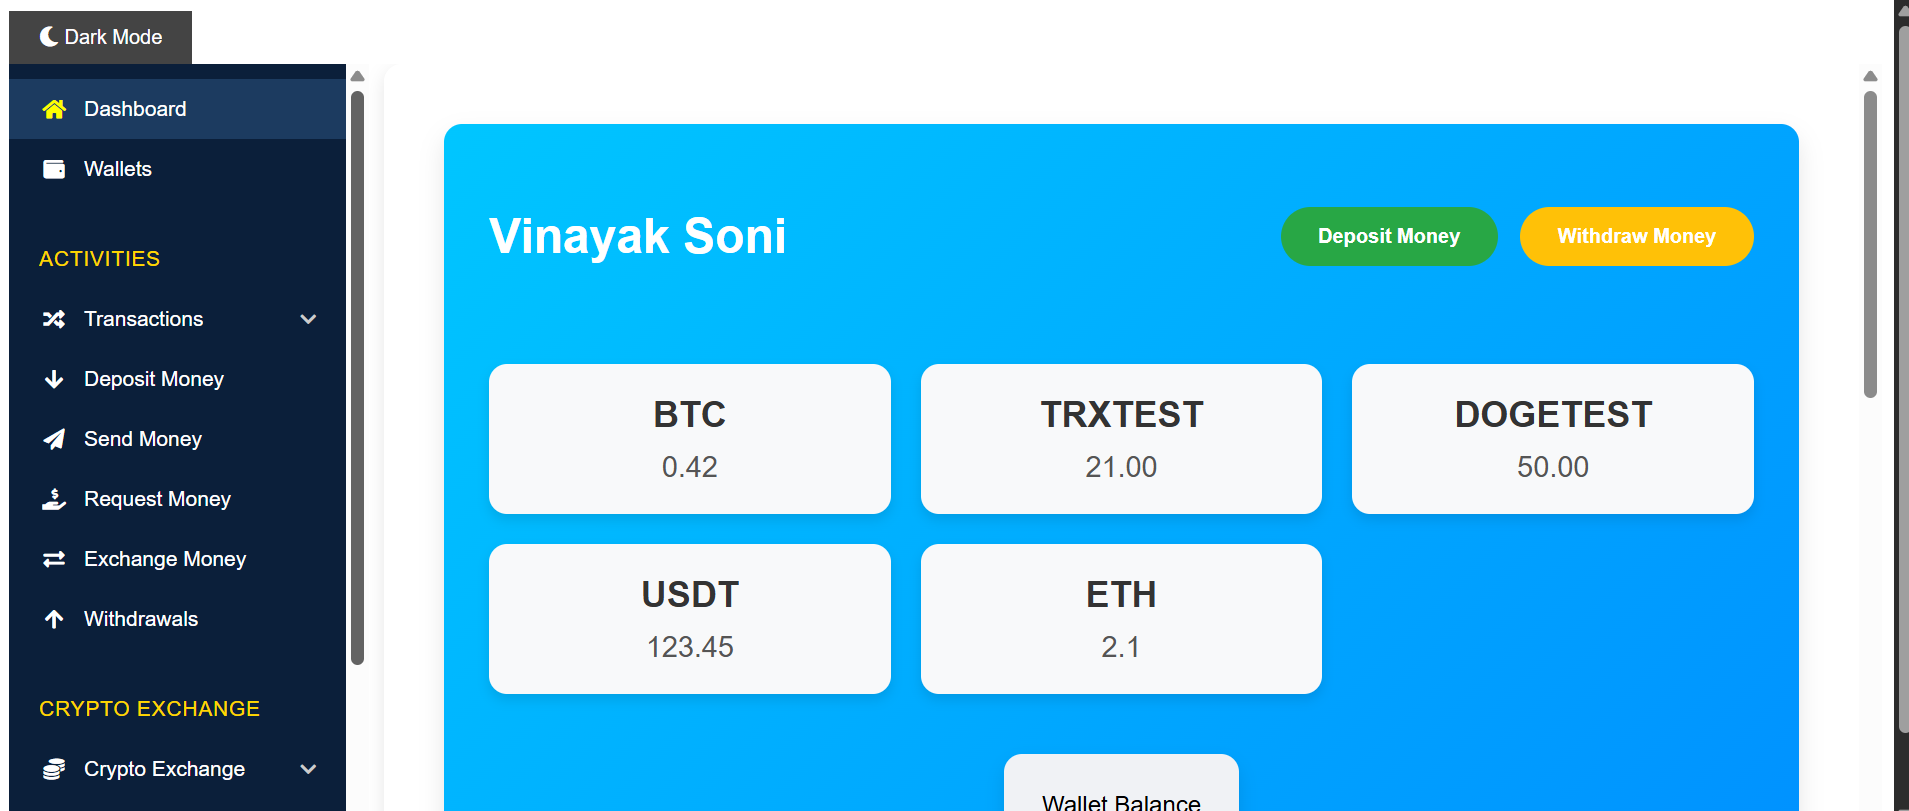 Dark Mode
Dashboard
Wallets
ACTIVITIES
Transactions
Deposit Money
Send Money
Request Money
Exchange Money
Withdrawals
CRYPTO EXCHANGE
Crypto Exchange
Vinayak Soni
Deposit Money
Withdraw Money
BTC
0.42
TRXTEST
21.00
DOGETEST
50.00
USDT
123.45
ETH
2.1
Wallet Balance